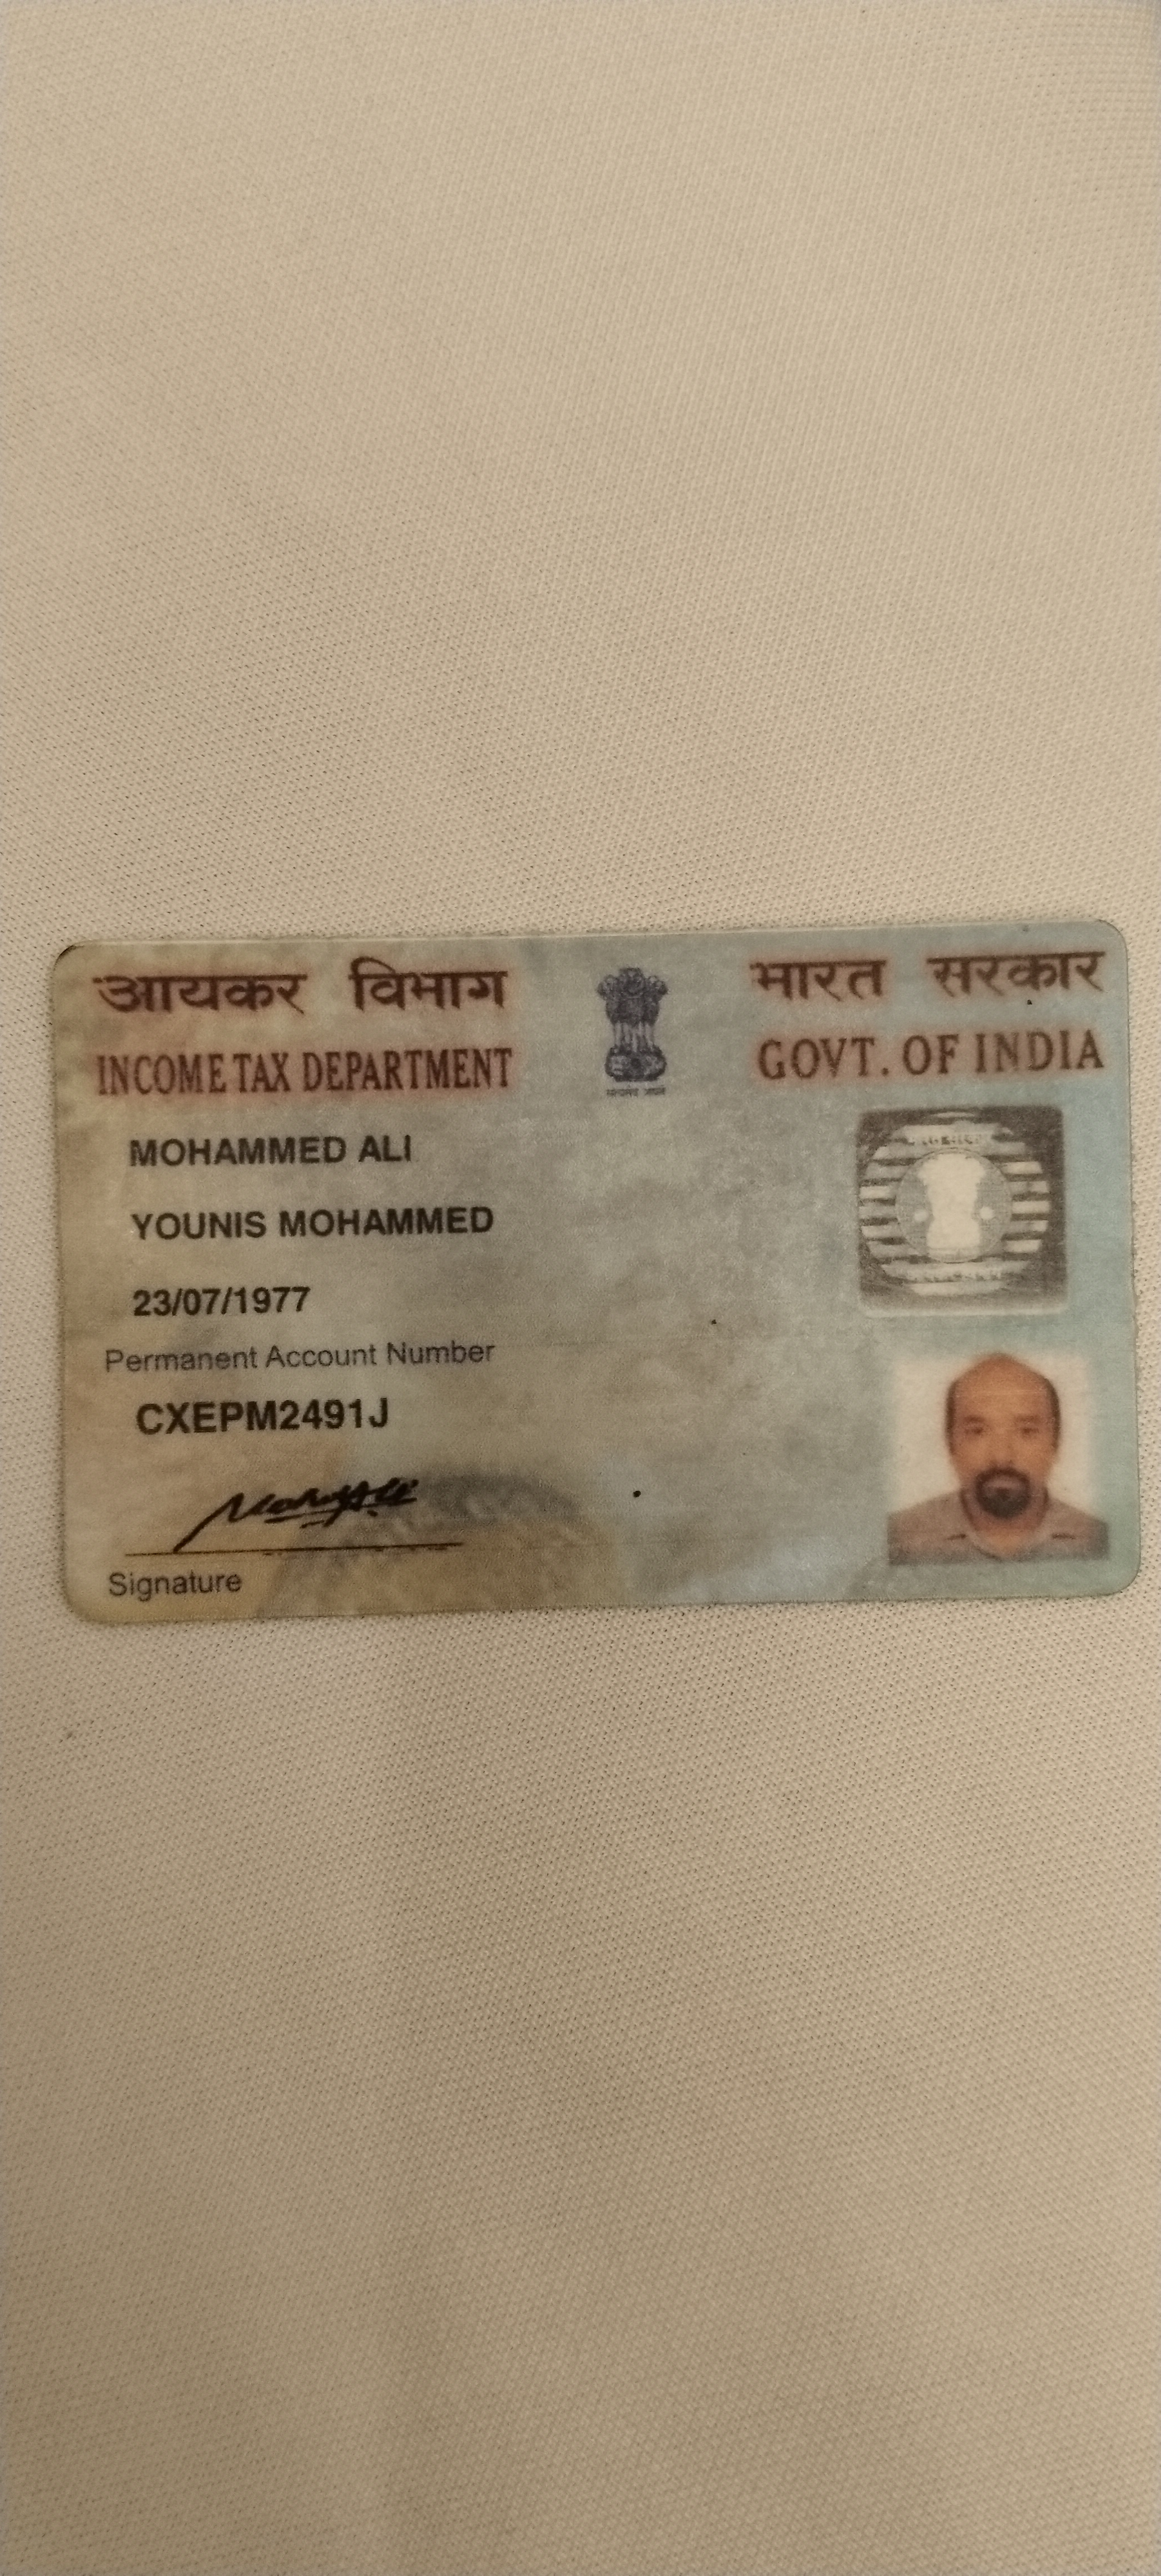 आयकर विभाग
INCOME TAX DEPARTMENT
भारत सरकार
GOVT. OF INDIA
MOHAMMED ALI
YOUNIS MOHAMMED
23/07/1977
Permanent Account Number
CXEPM2491J
Signature